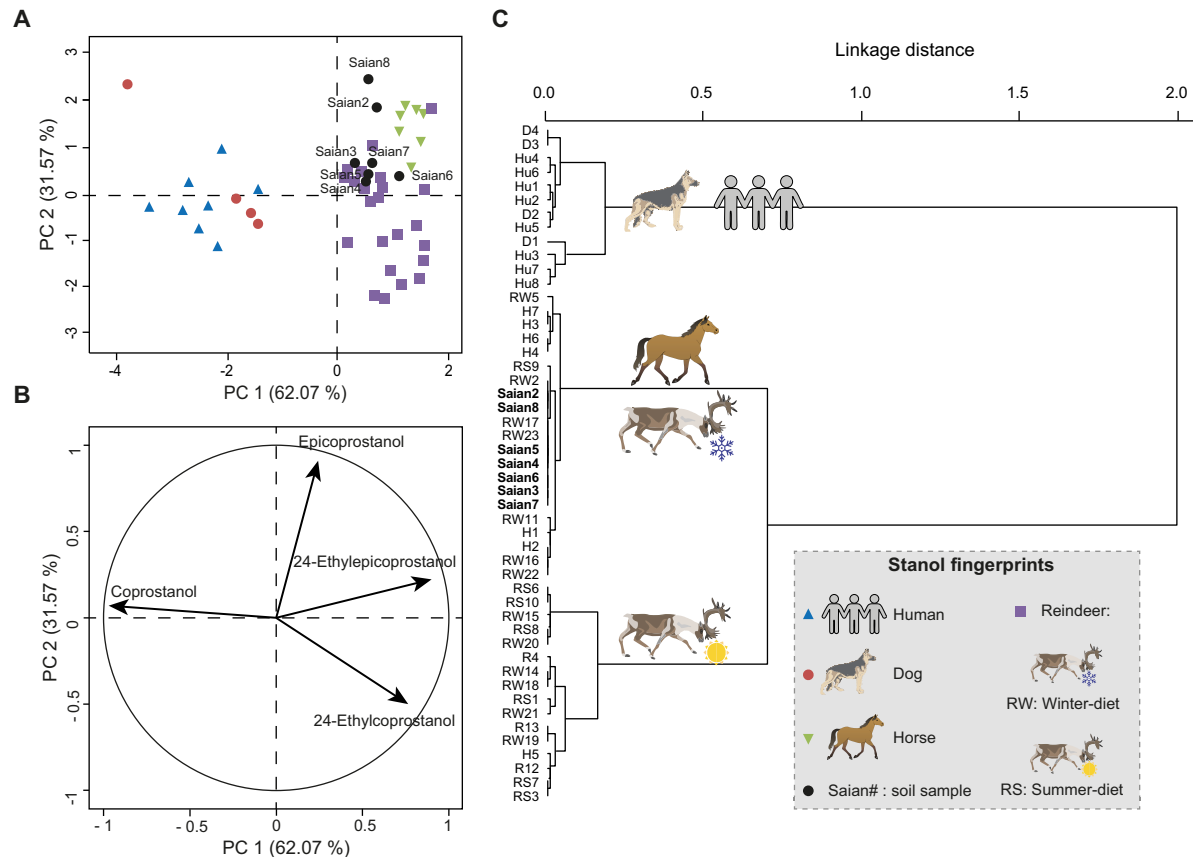 A
PC 2 (31.57 %)
3
2
1
0
-1
-2
-3
Saian8
Saian2
Saian3
Saian7
Saian5
Saian6
Saian4
-4
-2
0
2
PC 1 (62.07 %)
B
PC 2 (31.57 %)
1
0.5
0
- 0.5
-1
Epicoprostanol
24-Ethylepicoprostanol
Coprostanol
24-Ethylcoprostanol
- 1
- 0.5
0
0.5
1
PC 1 (62.07 %)
C
Linkage distance
0.0
0.5
1.0
1.5
2.0
D4
D3
Hu4
Hu6
Hu1
Hu2
D2
Hu5
D1
Hu3
Hu7
Hu8
RW5
H7
H3
H6
H4
RS9
RW2
Saian2
Saian8
RW17
RW23
Saian5
Saian4
Saian6
Saian3
Saian7
RW11
H1
H2
RW16
RW22
RS6
RS10
RW15
RS8
RW20
R4
RW14
RW18
RS1
RW21
R13
RW19
H5
R12
RS7
RS3
Stanol fingerprints
Human
Reindeer:
Dog
RW: Winter-diet
Horse
Saian# : soil sample
RS: Summer-diet